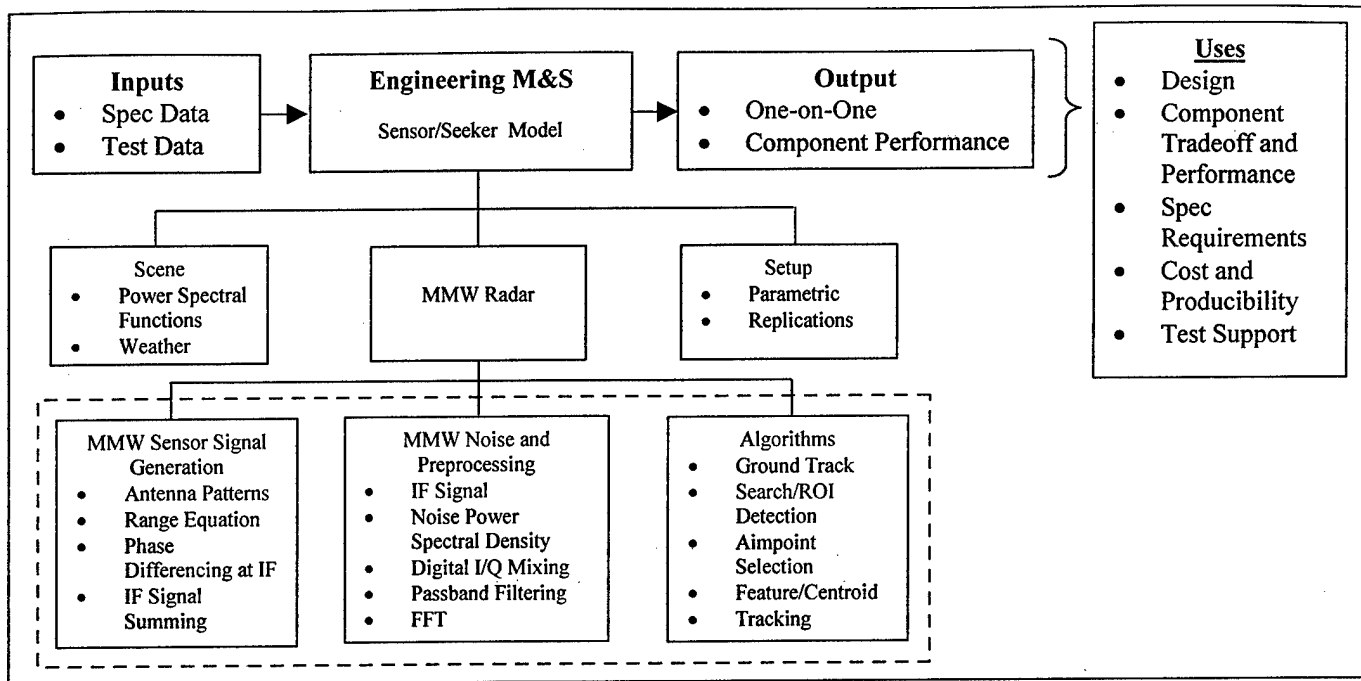 Inputs
• Spec Data
• Test Data
Engineering M&S
Sensor/Seeker Model
Output
• One-on-One
• Component Performance
Uses
• Design
• Component
Tradeoff and
Performance
• Spec
Requirements
• Cost and
Producibility
• Test Support
Scene
• Power Spectral
Functions
• Weather
MMW Radar
Setup
• Parametric
• Replications
MMW Sensor Signal
Generation
• Antenna Patterns
• Range Equation
• Phase
Differencing at IF
• IF Signal
Summing
MMW Noise and
Preprocessing
• IF Signal
• Noise Power
Spectral Density
• Digital I/Q Mixing
• Passband Filtering
• FFT
Algorithms
• Ground Track
• Search/ROI
Detection
• Aimpoint
Selection
• Feature/Centroid
• Tracking